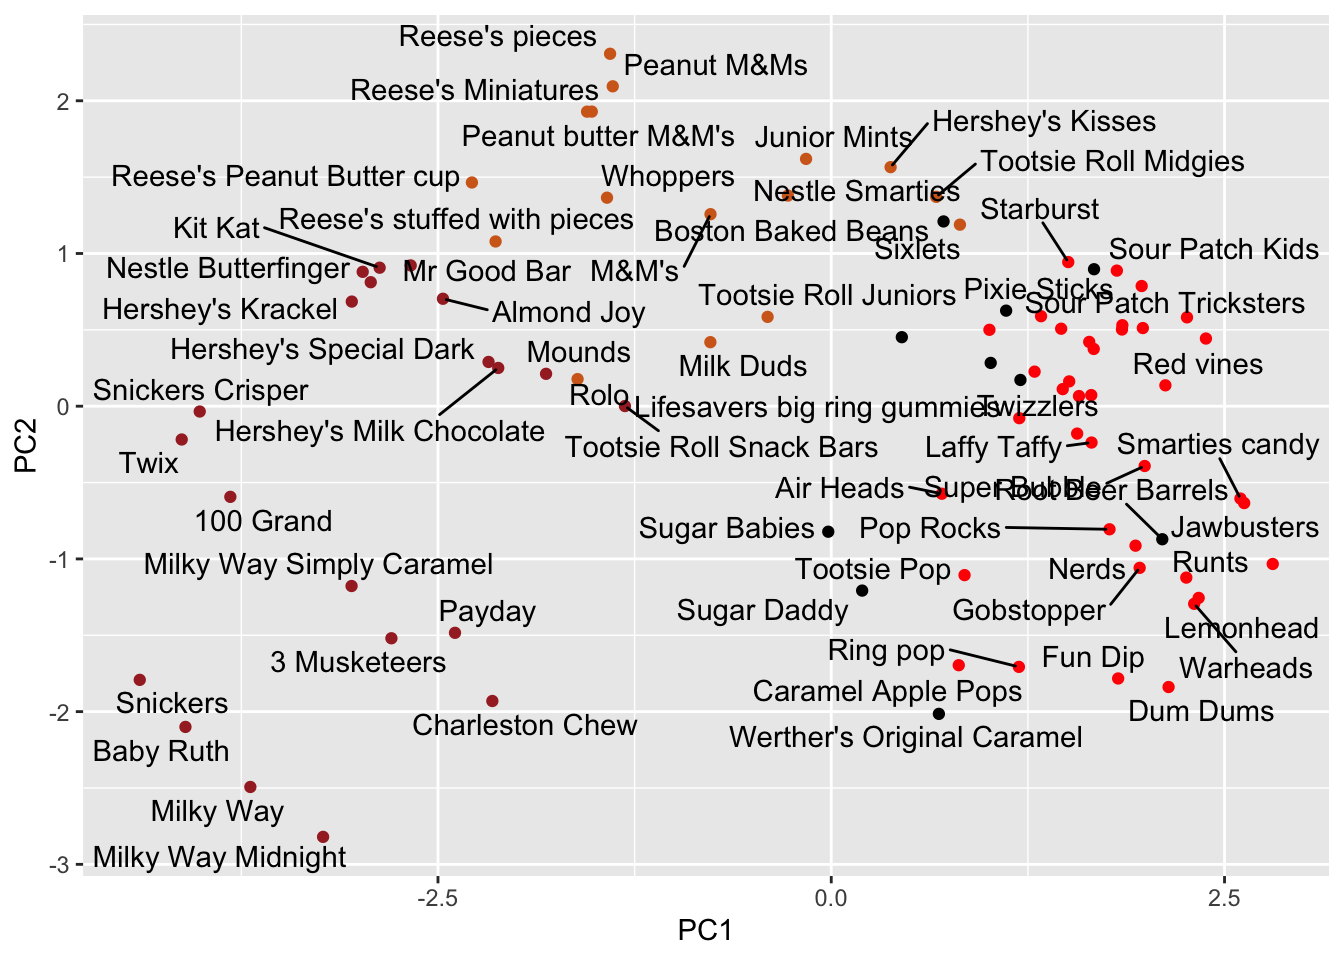 Reese's pieces
Peanut M&Ms
Reese's Miniatures
Peanut butter M&M's
Junior Mints
Hershey's Kisses
Tootsie Roll Midgies
Reese's Peanut Butter cup
Whoppers
Nestle Smarties
Starburst
Reese's stuffed with pieces
Kit Kat
Boston Baked Beans
Sixlets
Sour Patch Kids
Nestle Butterfinger
Mr Good Bar
M&M's
Pixie Sticks
Tootsie Roll Juniors
Sour Patch Tricksters
Hershey's Krackel
Almond Joy
Hershey's Special Dark
Mounds
Milk Duds
Red vines
Snickers Crisper
Rolo
Lifesavers big ring gummies
Twizzlers
Hershey's Milk Chocolate
Tootsie Roll Snack Bars
Laffy Taffy
Smarties candy
Twix
Air Heads
Super Bubble
Root Beer Barrels
100 Grand
Sugar Babies
Pop Rocks
Jawbusters
Milky Way Simply Caramel
Tootsie Pop
Nerds
Runts
Payday
Sugar Daddy
Gobstopper
Lemonhead
3 Musketeers
Ring pop
Fun Dip
Warheads
Snickers
Caramel Apple Pops
Dum Dums
Charleston Chew
Werther's Original Caramel
Baby Ruth
Milky Way
Milky Way Midnight
2
1
0
-1
-2
-3
PC2
-2.5
0.0
2.5
PC1